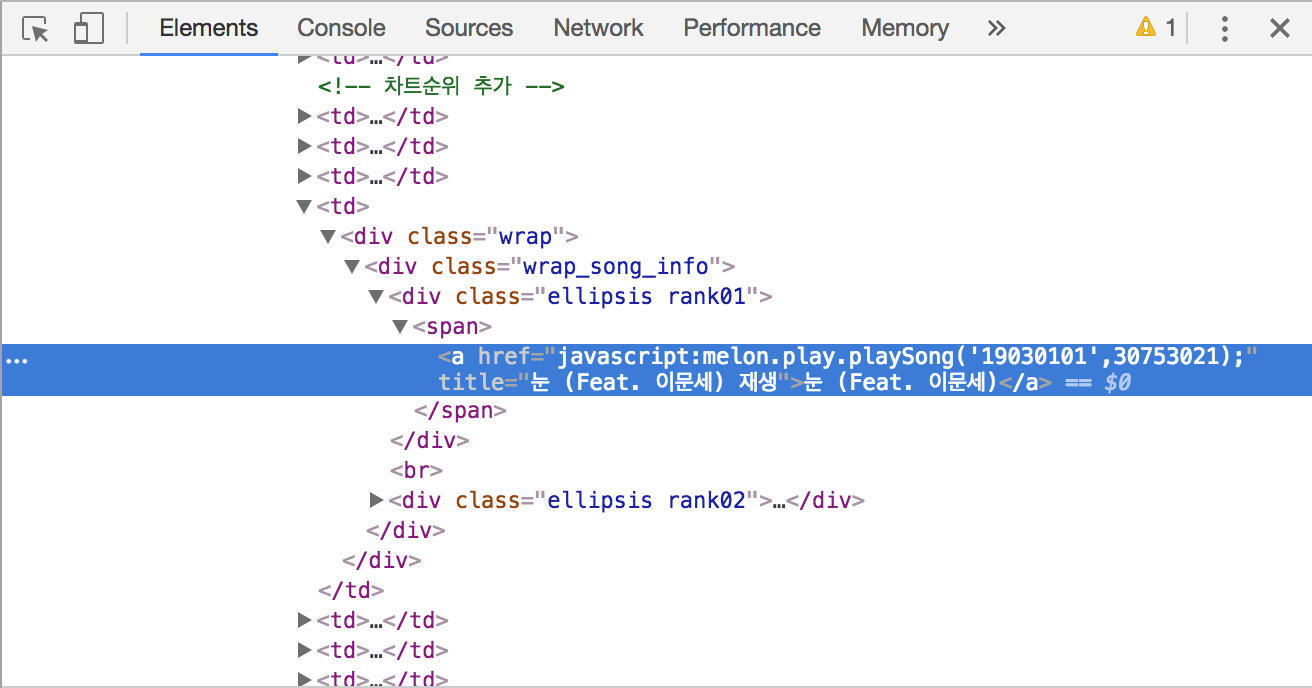 Elements Console Sources Network Performance Memory » 1
<td>…</td>
<!-- 차트순위 추가 -->
<td>…</td>
<td>…</td>
<td>…</td>
<td>
<div class="wrap">
<div class="wrap_song_info">
<div class="ellipsis rank01">
<span>
<a href="javascript:melon.play.playSong('19030101',30753021);"
title="눈 (Feat. 이문세) 재생">눈 (Feat. 이문세)</a> == $0
</span>
</div>
<br>
<div class="ellipsis rank02">…</div>
</div>
</div>
</td>
<td>…</td>
<td>…</td>
<td>…</td>